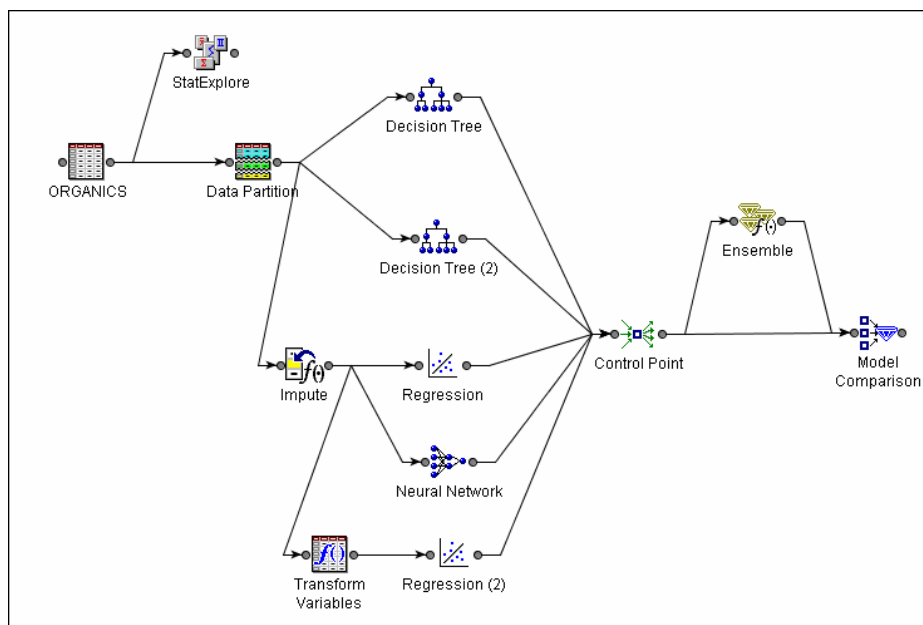 StatExplore
Decision Tree
ORGANICS
Data Partition
Ensemble
Decision Tree (2)
Control Point
Model
Comparison
Impute
Regression
Neural Network
Transform
Variables
Regression (2)